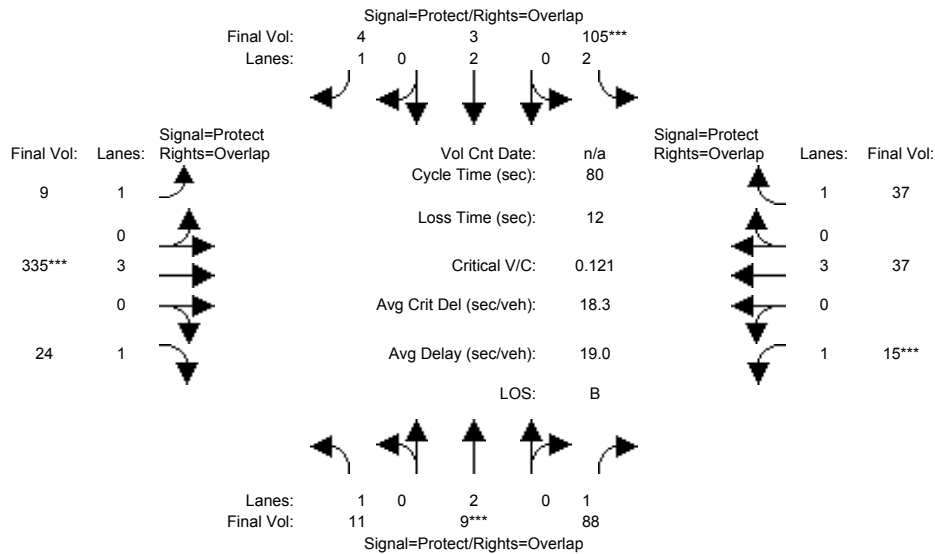 Signal=Protect/Rights=Overlap
Final Vol: 4 3 105***
Lanes: 1 0 2 0 2
Signal=Protect
Final Vol: Lanes: Rights=Overlap
Vol Cnt Date: n/a
Signal=Protect
Rights=Overlap Lanes: Final Vol:
9 1
Cycle Time (sec): 80
1 37
0
Loss Time (sec): 12
0
335*** 3
Critical V/C: 0.121
3 37
0
Avg Crit Del (sec/veh): 18.3
0
24 1
Avg Delay (sec/veh): 19.0
1 15***
LOS: B
Lanes: 1 0 2 0 1
Final Vol: 11 9*** 88
Signal=Protect/Rights=Overlap